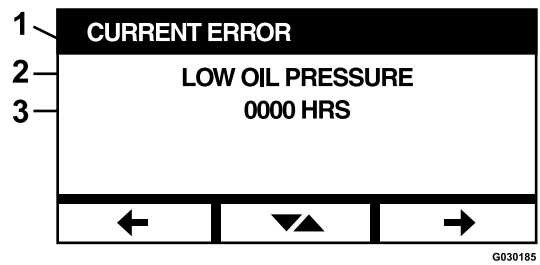 1 CURRENT ERROR
2 LOW OIL PRESSURE
3 0000 HRS
G030185